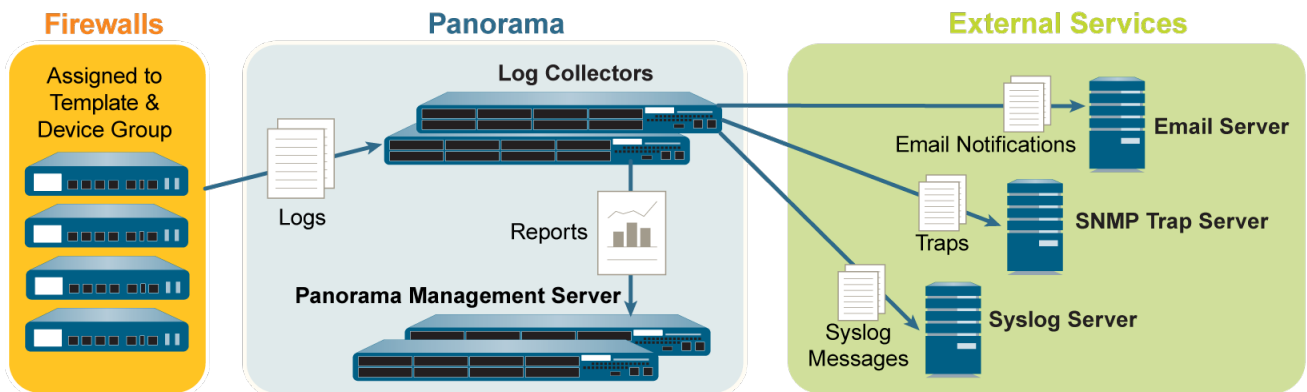 Firewalls
Assigned to
Template &
Device Group
Panorama
Log Collectors
Logs
Reports
Panorama Management Server
External Services
Email Notifications
Email Server
Traps
SNMP Trap Server
Syslog
Messages
Syslog Server